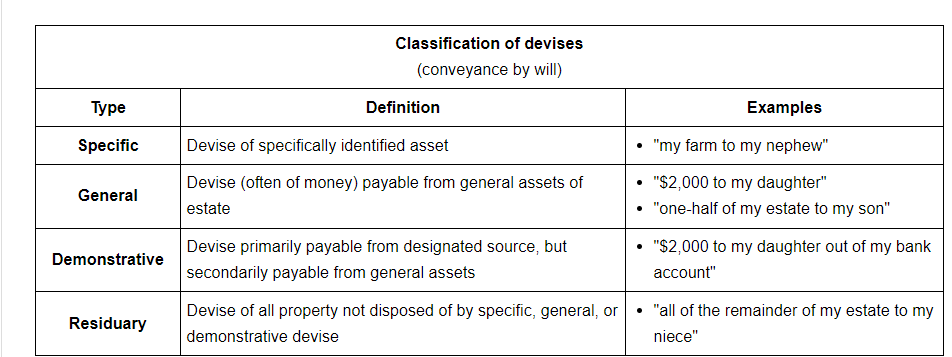 Classification of devises
(conveyance by will)
Type
Definition
Examples
Specific
Devise of specifically identified asset
• "my farm to my nephew"
General
Devise (often of money) payable from general assets of
estate
• "$2,000 to my daughter"
• "one-half of my estate to my son"
Demonstrative
Devise primarily payable from designated source, but
secondarily payable from general assets
• "$2,000 to my daughter out of my bank
account"
Residuary
Devise of all property not disposed of by specific, general, or
demonstrative devise
• "all of the remainder of my estate to my
niece"